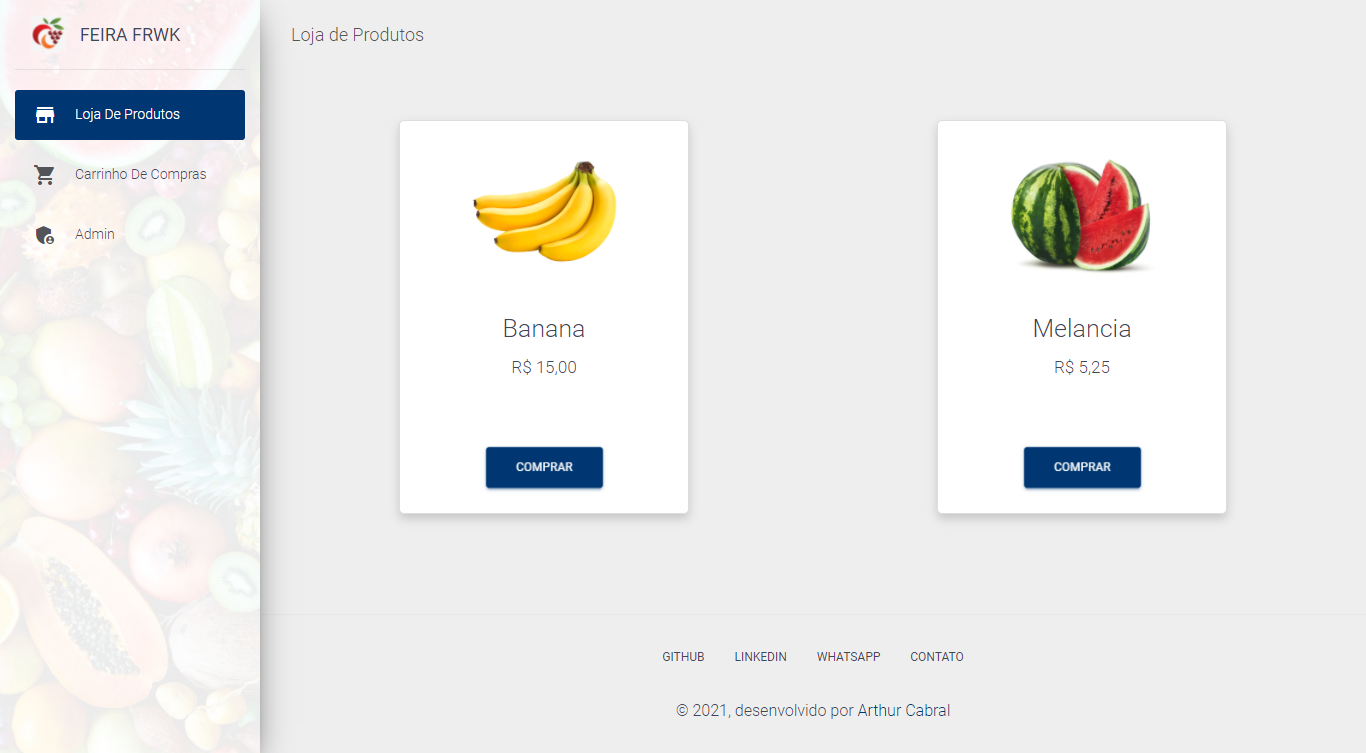 FEIRA FRWK
Loja De Produtos
Carrinho De Compras
Admin
Loja de Produtos
Banana
R$ 15,00
COMPRAR
Melancia
R$ 5,25
COMPRAR
GITHUB LINKEDIN WHATSAPP CONTATO
© 2021, desenvolvido por Arthur Cabral